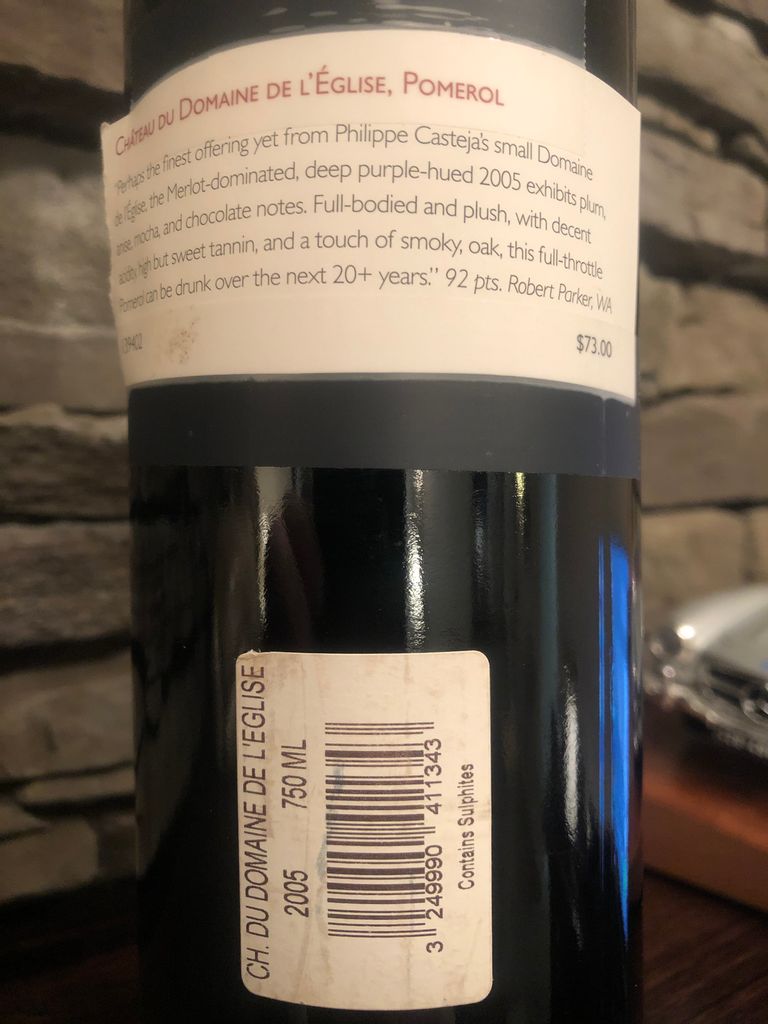 CHÂTEAU DU DOMAINE DE L'ÉGLISE, POMEROL
"Perhaps the finest offering yet from Philippe Casteja's small Domaine
de l'Église, the Merlot-dominated, deep purple-hued 2005 exhibits plum,
anise, mocha, and chocolate notes. Full-bodied and plush, with decent
acidity, high but sweet tannin, and a touch of smoky, oak, this full-throttle
Pomerol can be drunk over the next 20+ years." 92 pts. Robert Parker, WA
$73.00
CH. DU DOMAINE DE L'EGLISE
2005 750 ML
3 249990 411343
Contains Sulphites